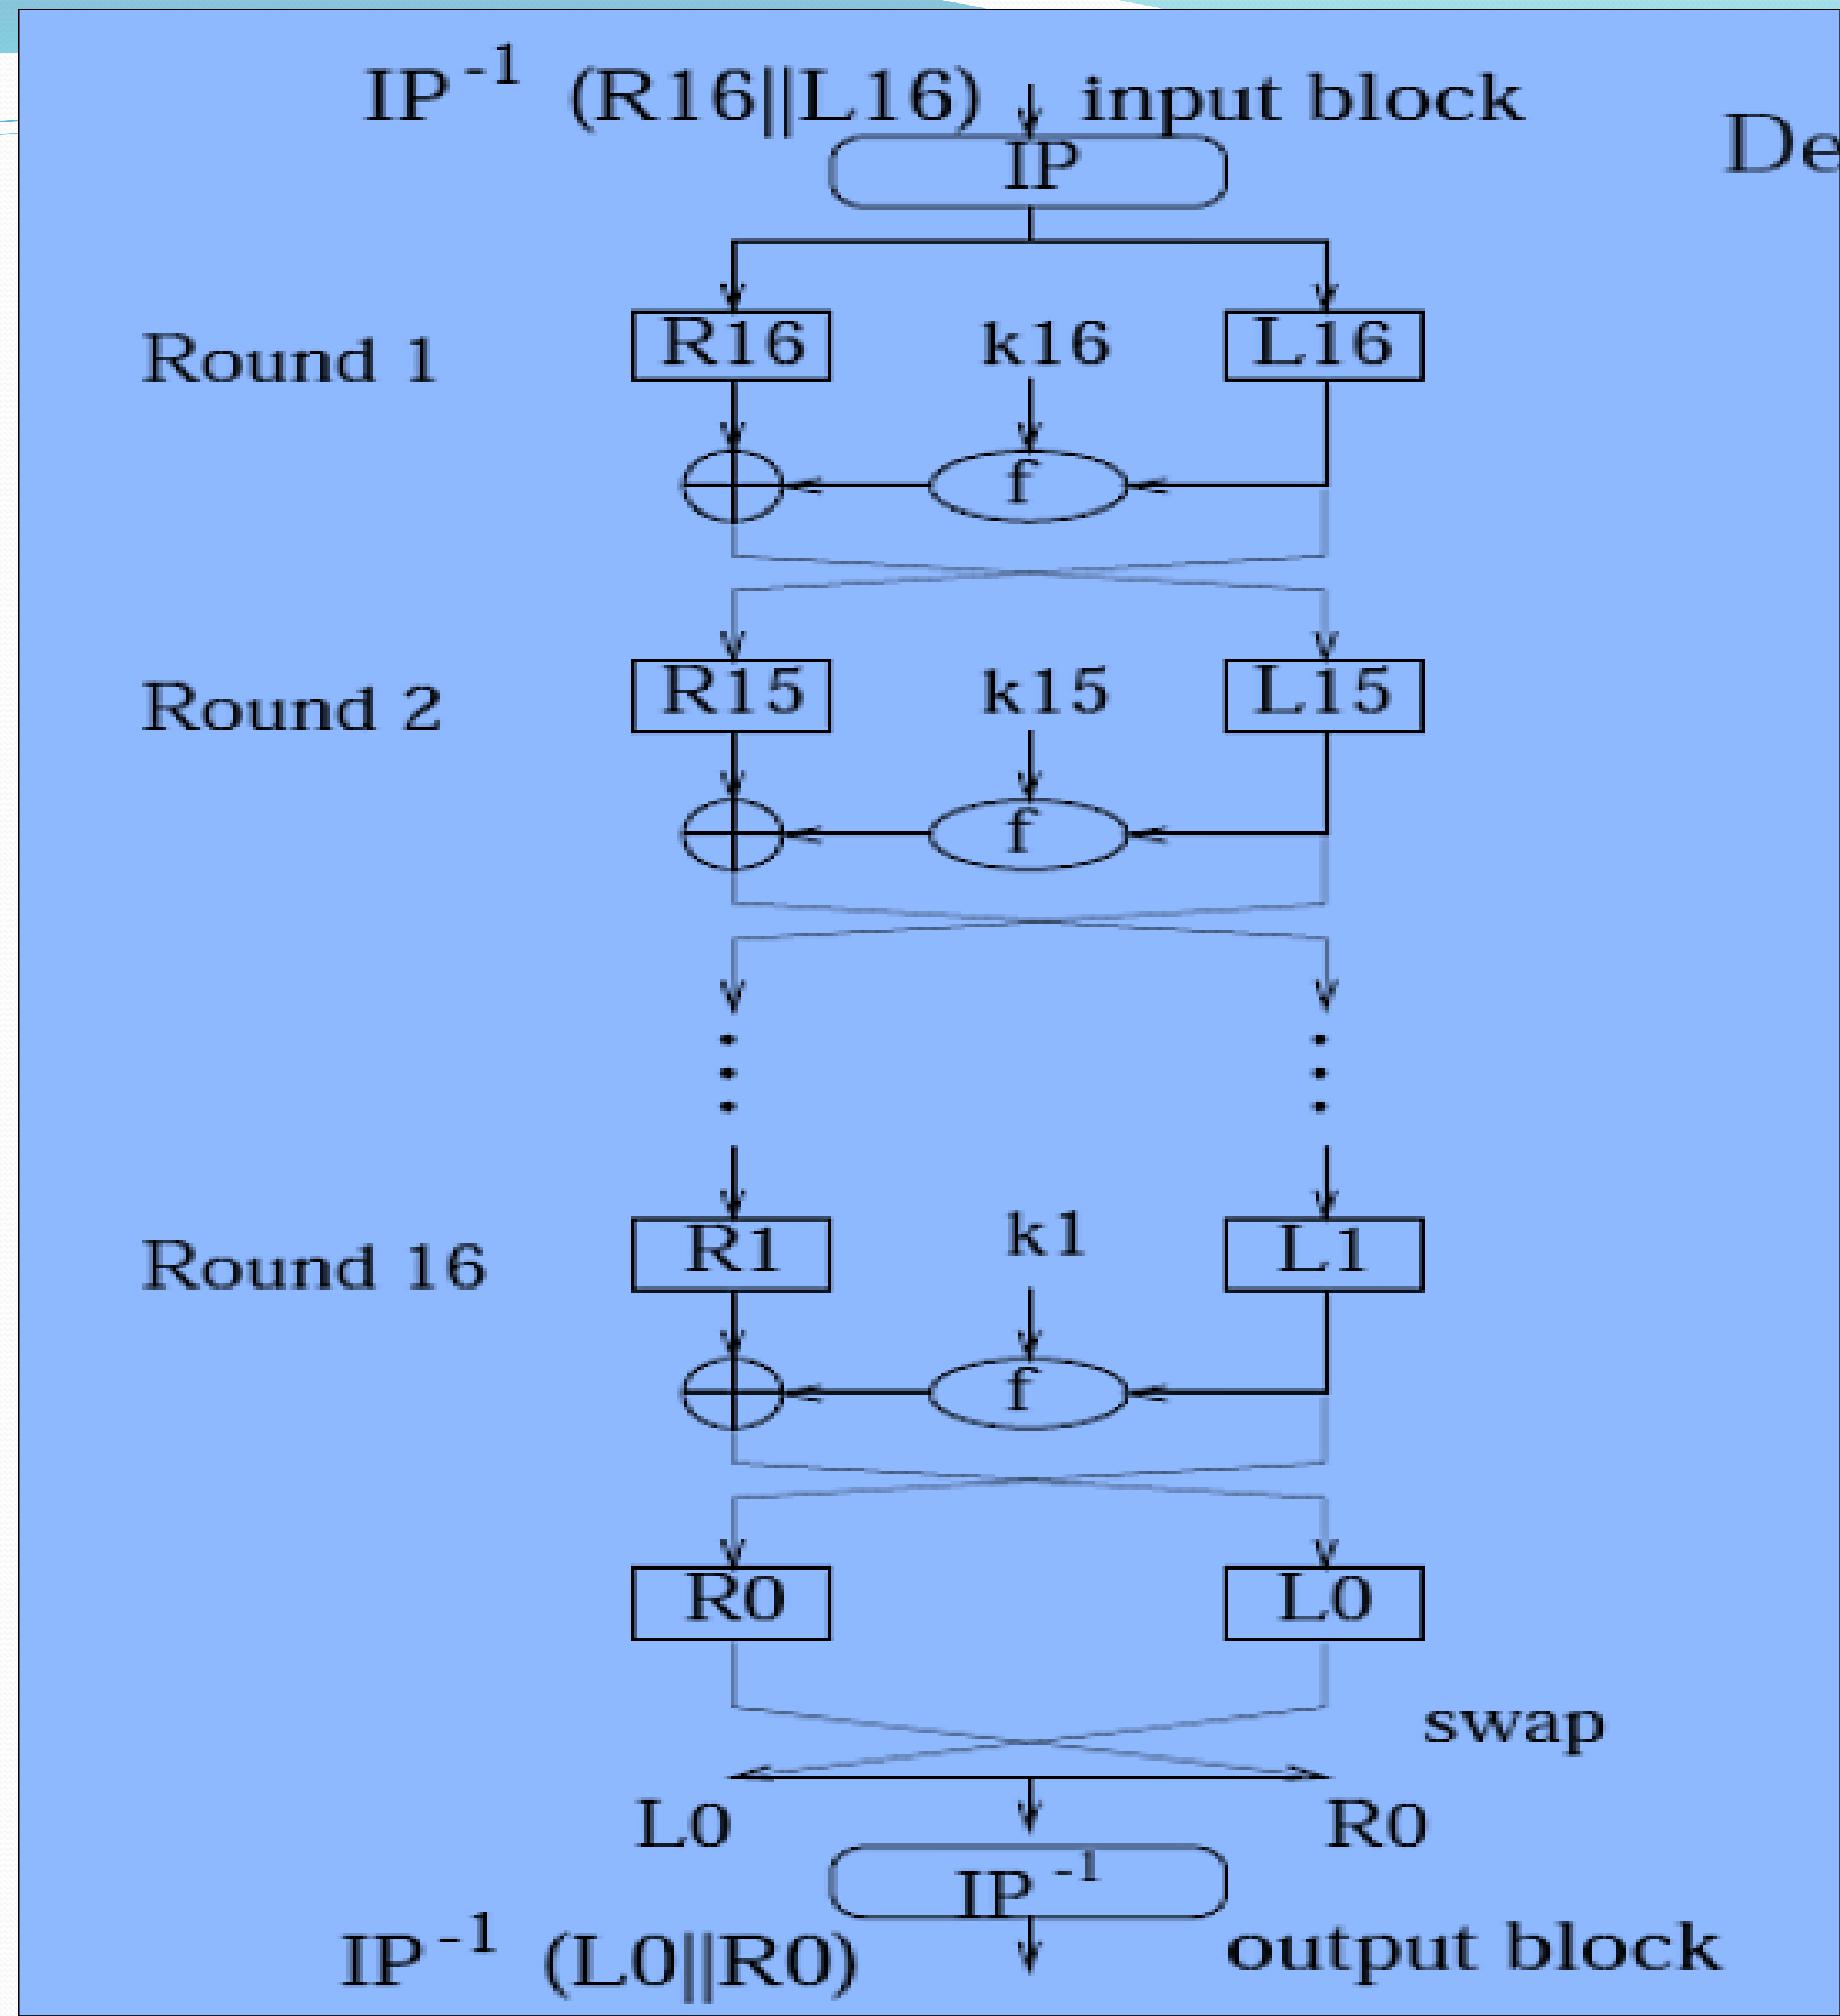 IP -1 (R16||L16) input block
De
IP
R16 k16 L16
Round 1
f
R15 k15 L15
Round 2
f
R1 k1 L1
Round 16
f
R0 L0
swap
L0 R0
IP -1
IP -1 (L0||R0) output block